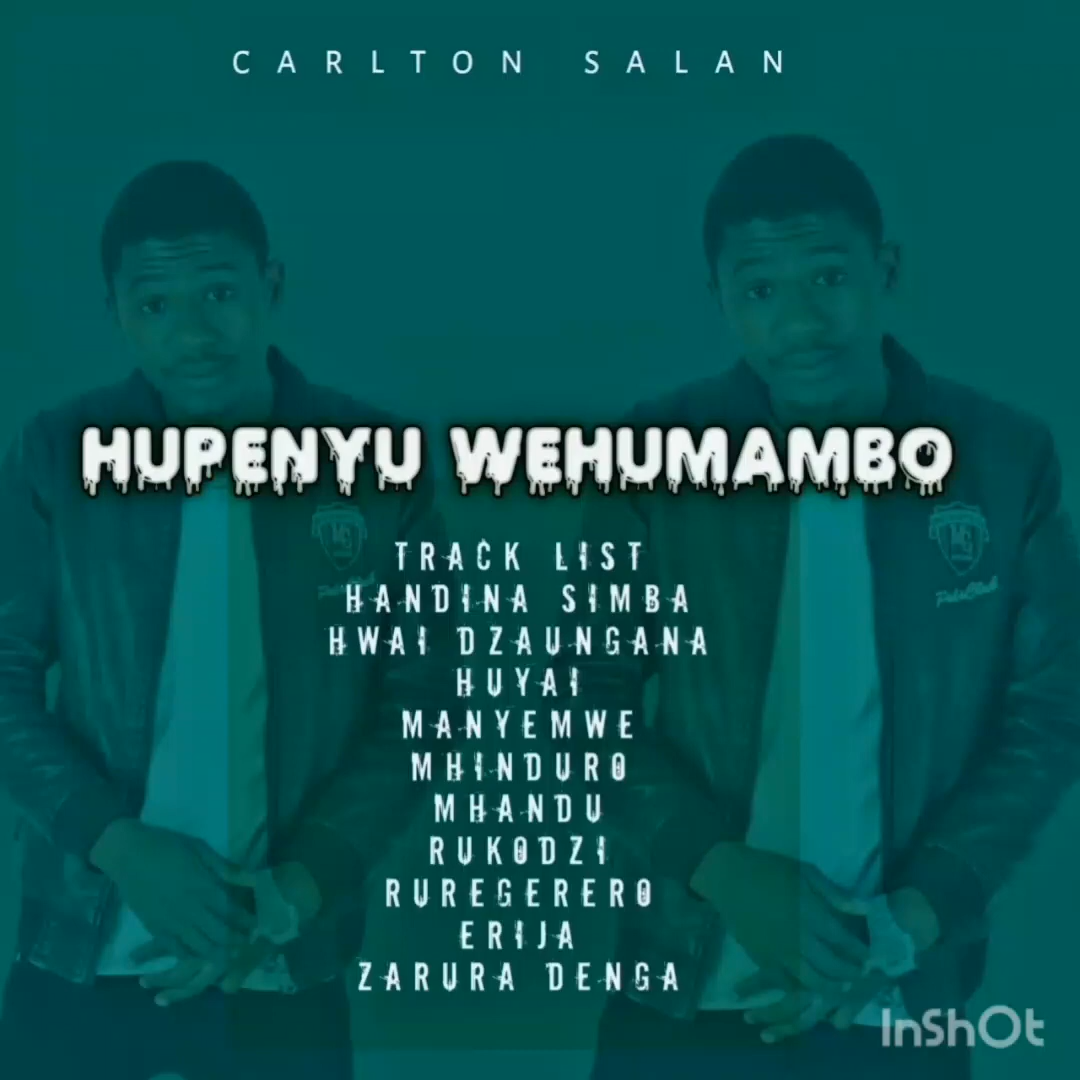 CARLTON SALAN
HUPENYU WEHUMAMBO
TRACK LIST
HANDINA SIMBA
HWAI DZAUNGANA
HUYAI
MANYEMWE
MHINDURO
MHANDU
RUKODZI
RUREGERERO
ERIJA
ZARURA DENGA
InShOt